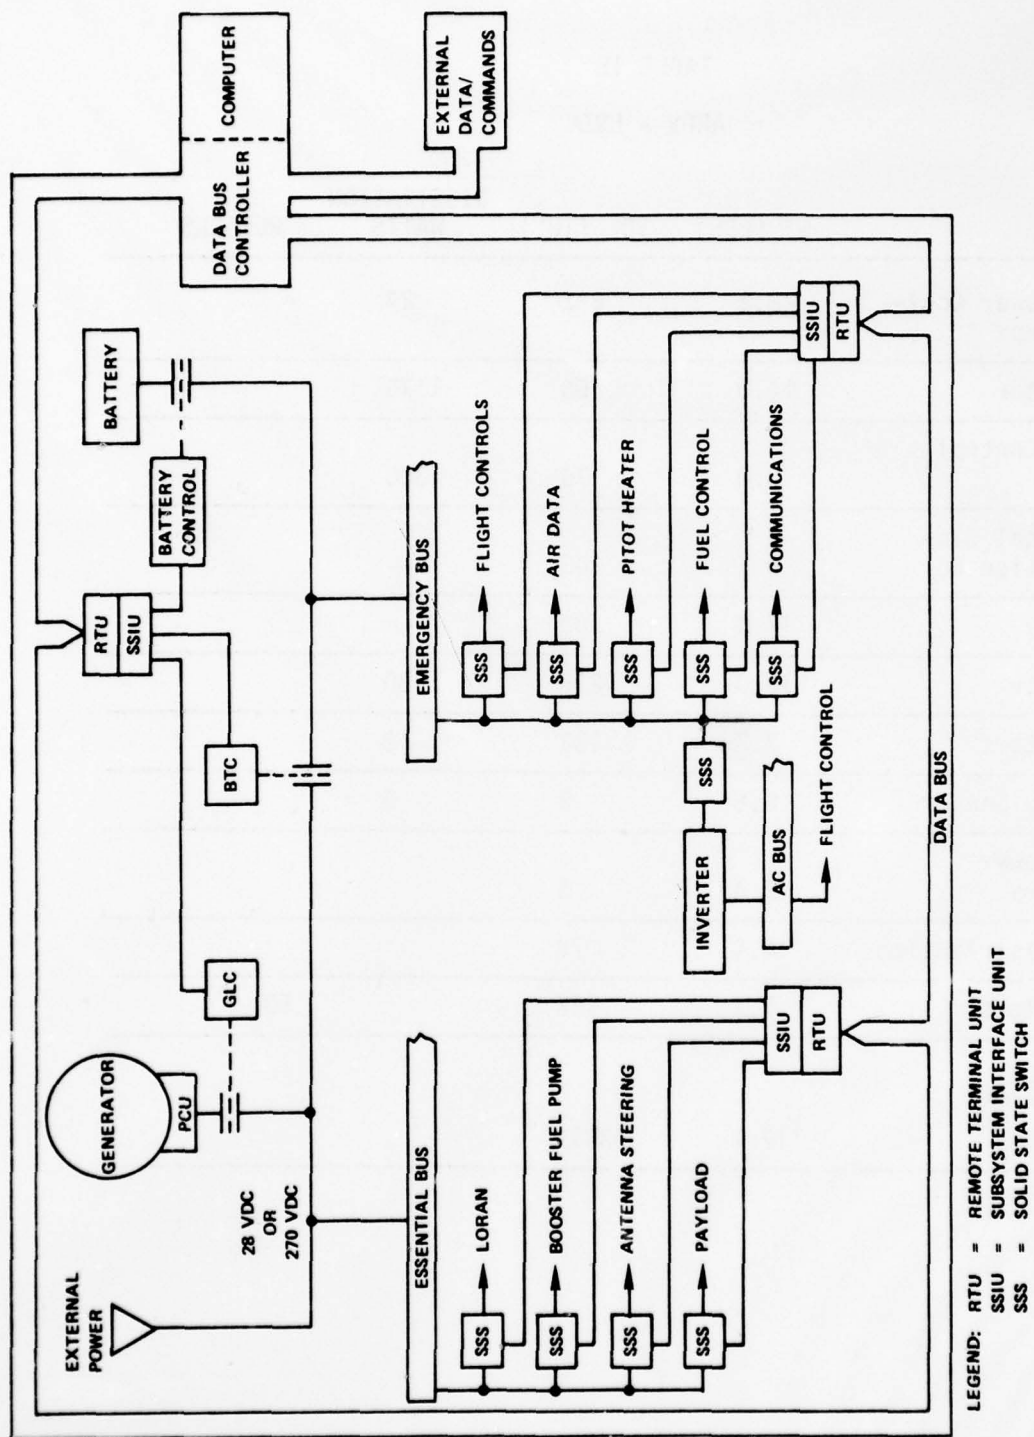 EXTERNAL
POWER
GENERATOR
PCU
28 VDC
OR
270 VDC
GLC
BTC
RTU
SSIU
BATTERY
CONTROL
BATTERY
DATA BUS
CONTROLLER
COMPUTER
EXTERNAL
DATA/
COMMANDS
ESSENTIAL BUS
SSS
LORAN
SSS
BOOSTER FUEL PUMP
SSS
ANTENNA STEERING
SSS
PAYLOAD
SSIU
RTU
EMERGENCY BUS
SSS
FLIGHT CONTROLS
SSS
AIR DATA
SSS
PITOT HEATER
SSS
FUEL CONTROL
SSS
COMMUNICATIONS
SSS
INVERTER
AC BUS
FLIGHT CONTROL
SSIU
RTU
DATA BUS
LEGEND: RTU = REMOTE TERMINAL UNIT
SSIU = SUBSYSTEM INTERFACE UNIT
SSS = SOLID STATE SWITCH